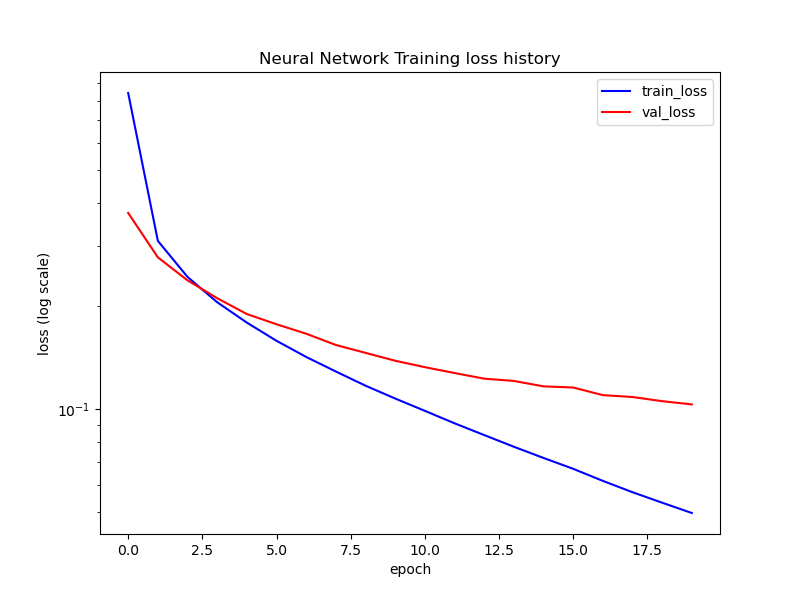 Neural Network Training loss history
train_loss
val_loss
loss (log scale)
10⁻¹
0.0 2.5 5.0 7.5 10.0 12.5 15.0 17.5
epoch